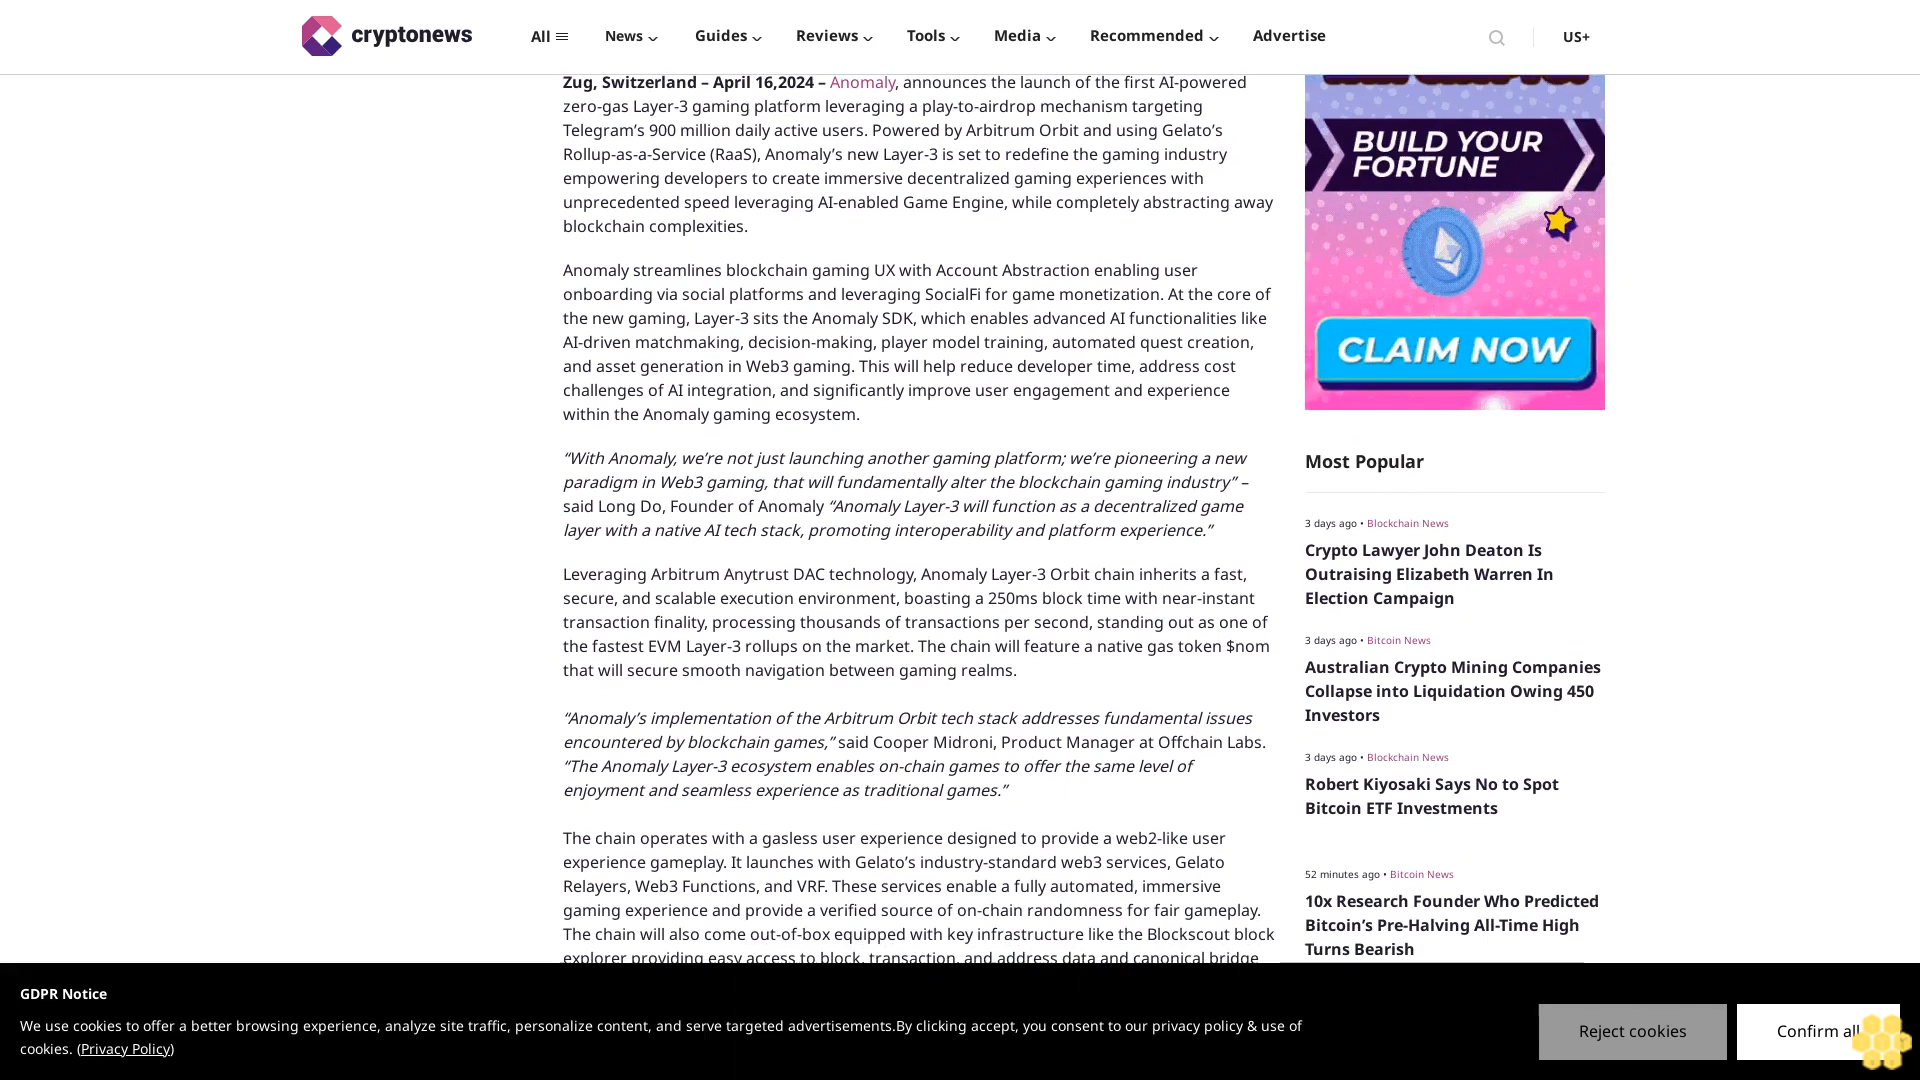 cryptonews
All
News
Guides
Reviews
Tools
Media
Recommended
Advertise
US+
Zug, Switzerland – April 16,2024 – Anomaly, announces the launch of the first AI-powered
zero-gas Layer-3 gaming platform leveraging a play-to-airdrop mechanism targeting
Telegram’s 900 million daily active users. Powered by Arbitrum Orbit and using Gelato’s
Rollup-as-a-Service (RaaS), Anomaly’s new Layer-3 is set to redefine the gaming industry
empowering developers to create immersive decentralized gaming experiences with
unprecedented speed leveraging AI-enabled Game Engine, while completely abstracting away
blockchain complexities.
Anomaly streamlines blockchain gaming UX with Account Abstraction enabling user
onboarding via social platforms and leveraging SocialFi for game monetization. At the core of
the new gaming, Layer-3 sits the Anomaly SDK, which enables advanced AI functionalities like
AI-driven matchmaking, decision-making, player model training, automated quest creation,
and asset generation in Web3 gaming. This will help reduce developer time, address cost
challenges of AI integration, and significantly improve user engagement and experience
within the Anomaly gaming ecosystem.
“With Anomaly, we’re not just launching another gaming platform; we’re pioneering a new
paradigm in Web3 gaming, that will fundamentally alter the blockchain gaming industry” –
said Long Do, Founder of Anomaly “Anomaly Layer-3 will function as a decentralized game
layer with a native AI tech stack, promoting interoperability and platform experience.”
Leveraging Arbitrum Anytrust DAC technology, Anomaly Layer-3 Orbit chain inherits a fast,
secure, and scalable execution environment, boasting a 250ms block time with near-instant
transaction finality, processing thousands of transactions per second, standing out as one of
the fastest EVM Layer-3 rollups on the market. The chain will feature a native gas token $nom
that will secure smooth navigation between gaming realms.
“Anomaly’s implementation of the Arbitrum Orbit tech stack addresses fundamental issues
encountered by blockchain games,” said Cooper Midroni, Product Manager at Offchain Labs.
“The Anomaly Layer-3 ecosystem enables on-chain games to offer the same level of
enjoyment and seamless experience as traditional games.”
The chain operates with a gasless user experience designed to provide a web2-like user
experience gameplay. It launches with Gelato’s industry-standard web3 services, Gelato
Relayers, Web3 Functions, and VRF. These services enable a fully automated, immersive
gaming experience and provide a verified source of on-chain randomness for fair gameplay.
The chain will also come out-of-box equipped with key infrastructure like the Blockscout block
explorer providing easy access to block, transaction, and address data and canonical bridge
BUILD YOUR
FORTUNE
CLAIM NOW
Most Popular
3 days ago • Blockchain News
Crypto Lawyer John Deaton Is
Outraising Elizabeth Warren In
Election Campaign
3 days ago • Bitcoin News
Australian Crypto Mining Companies
Collapse into Liquidation Owing 450
Investors
3 days ago • Blockchain News
Robert Kiyosaki Says No to Spot
Bitcoin ETF Investments
52 minutes ago • Bitcoin News
10x Research Founder Who Predicted
Bitcoin’s Pre-Halving All-Time High
Turns Bearish
GDPR Notice
We use cookies to offer a better browsing experience, analyze site traffic, personalize content, and serve targeted advertisements.By clicking accept, you consent to our privacy policy & use of
cookies. (Privacy Policy)
Reject cookies
Confirm all